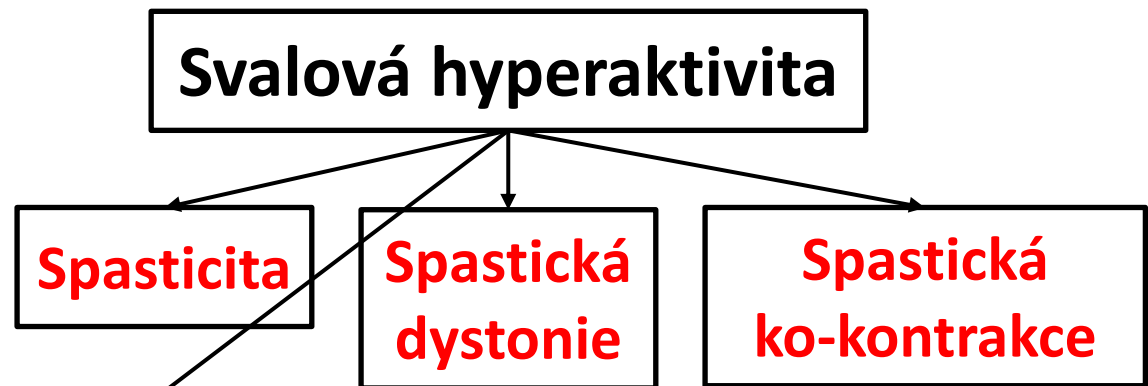 Svalová hyperaktivita
Spasticita
Spastická
dystonie
Spastická
ko-kontrakce